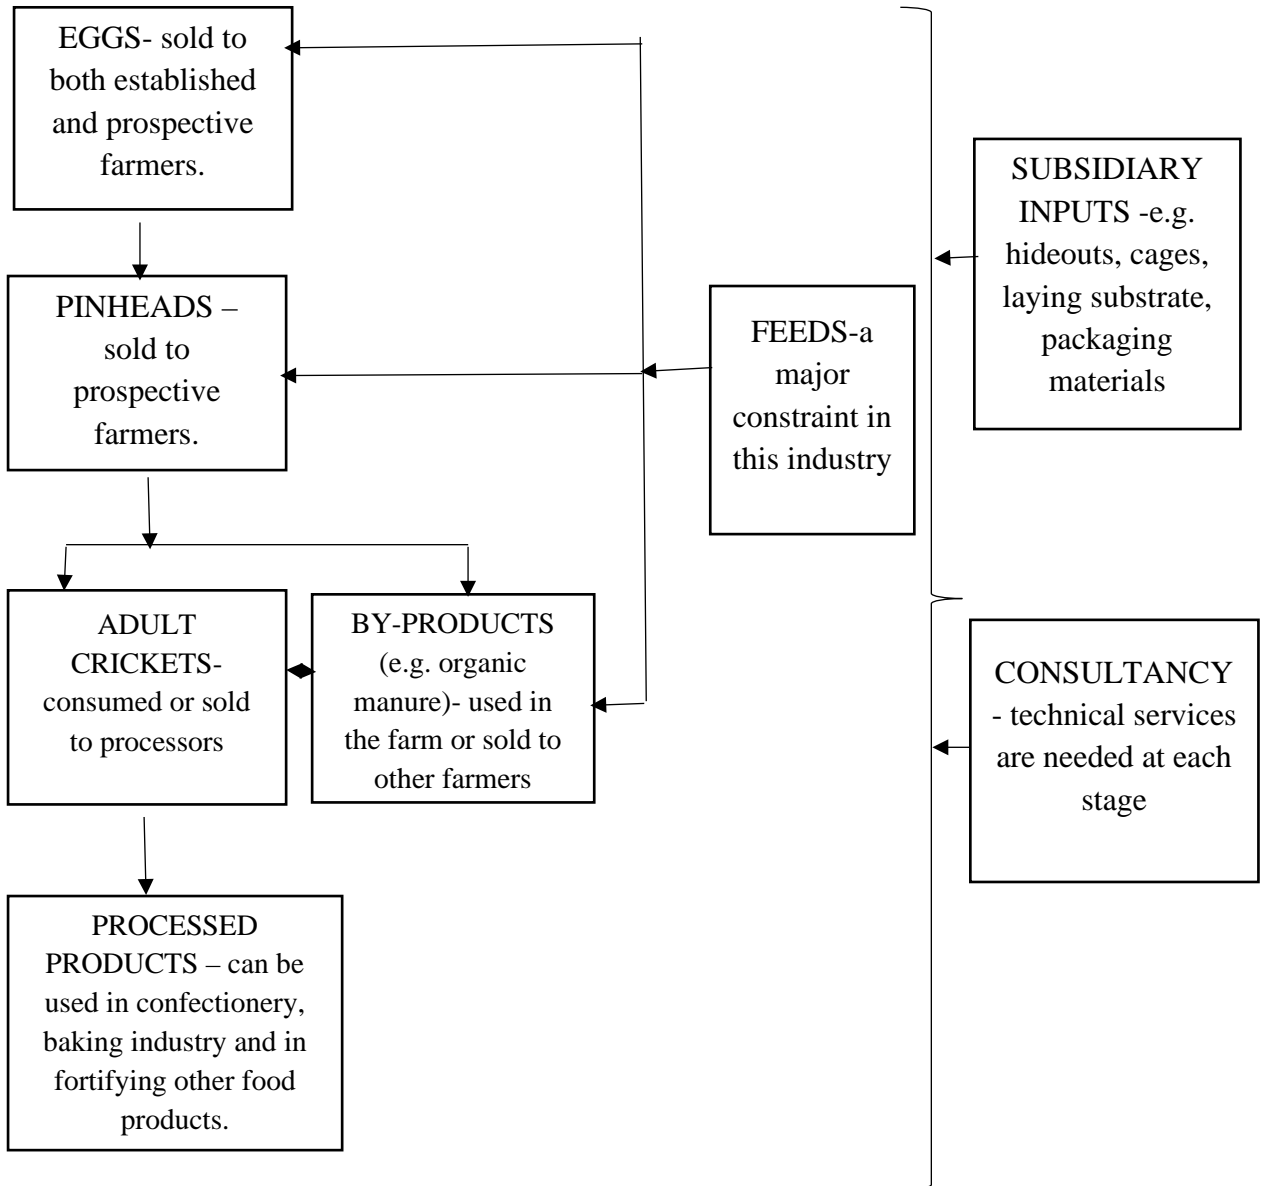 EGGS- sold to
both established
and prospective
farmers.
PINHEADS –
sold to
prospective
farmers.
ADULT
CRICKETS-
consumed or sold
to processors
BY-PRODUCTS
(e.g. organic
manure)- used in
the farm or sold to
other farmers
PROCESSED
PRODUCTS – can be
used in confectionery,
baking industry and in
fortifying other food
products.
FEEDS-a
major
constraint in
this industry
SUBSIDIARY
INPUTS -e.g.
hideouts, cages,
laying substrate,
packaging
materials
CONSULTANCY
- technical services
are needed at each
stage